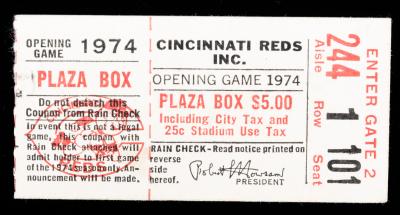 OPENING GAME 1974
PLAZA BOX
Do not detach this
Coupon from Rain Check
In event this is not a legal
Game, This coupon with
Rain Check attached will
admit holder to first game
of the 1974 season only. An-
nouncement will be made.
CINCINNATI REDS
INC.
OPENING GAME 1974
PLAZA BOX $5.00
Including City Tax and
25c Stadium Use Tax
RAIN CHECK - Read notice printed on
reverse
side
hereof.
Robert L Howsam
PRESIDENT
244 Aisle
1 Row
101 Seat
ENTER GATE 2